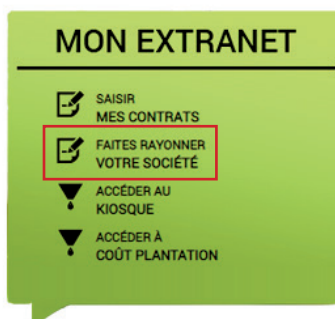 MON EXTRANET
SAISIR
MES CONTRATS
FAITES RAYONNER
VOTRE SOCIÉTÉ
ACCÉDER AU
KIOSQUE
ACCÉDER À
COÛT PLANTATION